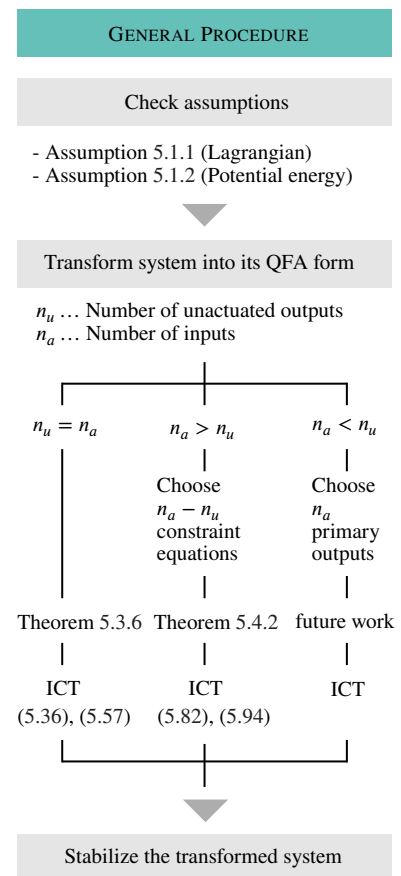 GENERAL PROCEDURE
Check assumptions
- Assumption 5.1.1 (Lagrangian)
- Assumption 5.1.2 (Potential energy)
Transform system into its QFA form
n_u … Number of unactuated outputs
n_a … Number of inputs
n_u = n_a
n_a > n_u
n_a < n_u
Choose
n_a − n_u
constraint
equations
Choose
n_a
primary
outputs
Theorem 5.3.6
Theorem 5.4.2
future work
ICT
(5.36), (5.57)
ICT
(5.82), (5.94)
ICT
Stabilize the transformed system